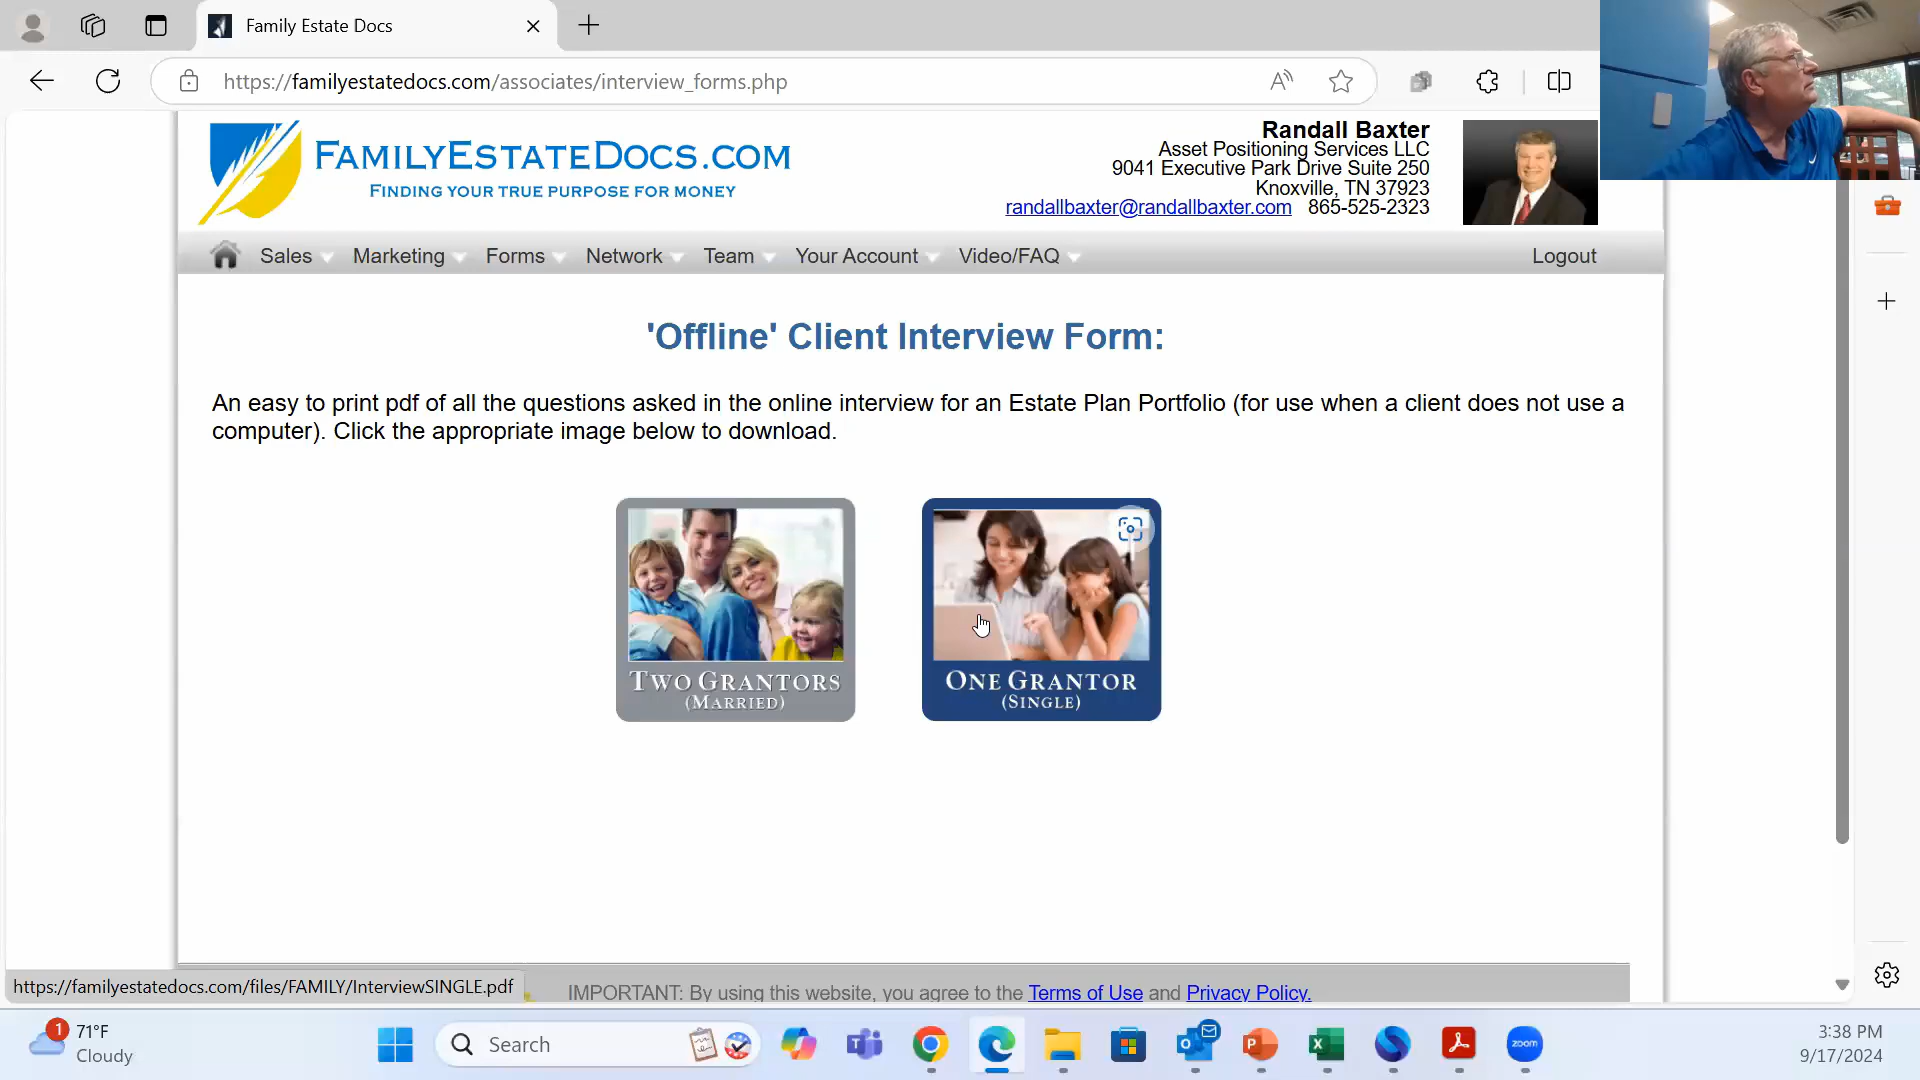 Family Estate Docs
https://familyestatedocs.com/associates/interview_forms.php
FAMILYESTATEDOCS.COM
FINDING YOUR TRUE PURPOSE FOR MONEY
Randall Baxter
Asset Positioning Services LLC
9041 Executive Park Drive Suite 250
Knoxville, TN 37923
randallbaxter@randallbaxter.com 865-525-2323
Sales Marketing Forms Network Team Your Account Video/FAQ Logout
'Offline' Client Interview Form:
An easy to print pdf of all the questions asked in the online interview for an Estate Plan Portfolio (for use when a client does not use a
computer). Click the appropriate image below to download.
TWO GRANTORS
(MARRIED)
ONE GRANTOR
(SINGLE)
https://familyestatedocs.com/files/FAMILY/InterviewSINGLE.pdf
IMPORTANT: By using this website, you agree to the Terms of Use and Privacy Policy.
1
71°F
Cloudy
Search
zoom
3:38 PM
9/17/2024